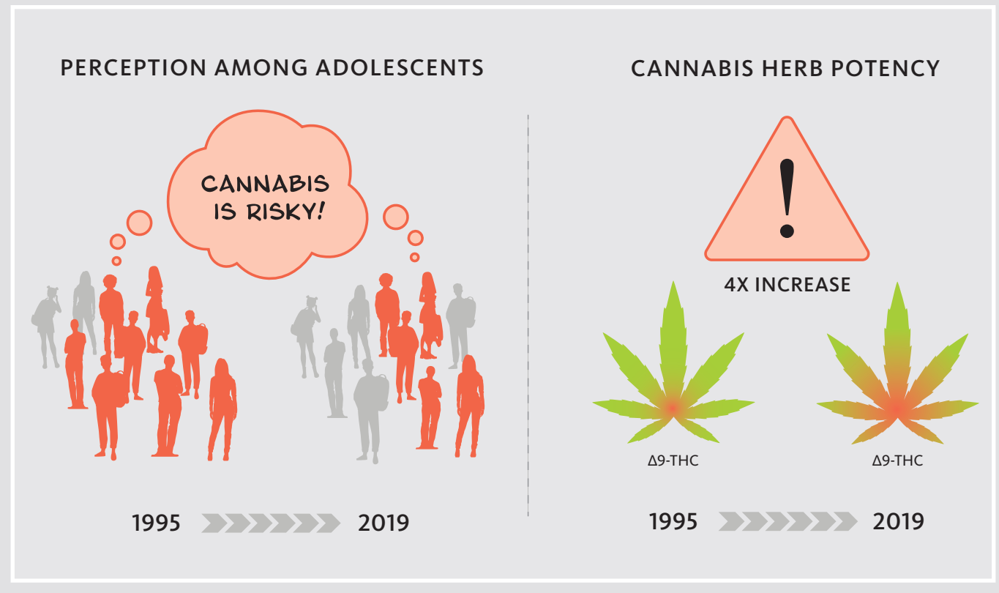 PERCEPTION AMONG ADOLESCENTS
CANNABIS
IS RISKY!
1995
2019
CANNABIS HERB POTENCY
!
4X INCREASE
Δ9-THC
Δ9-THC
1995
2019